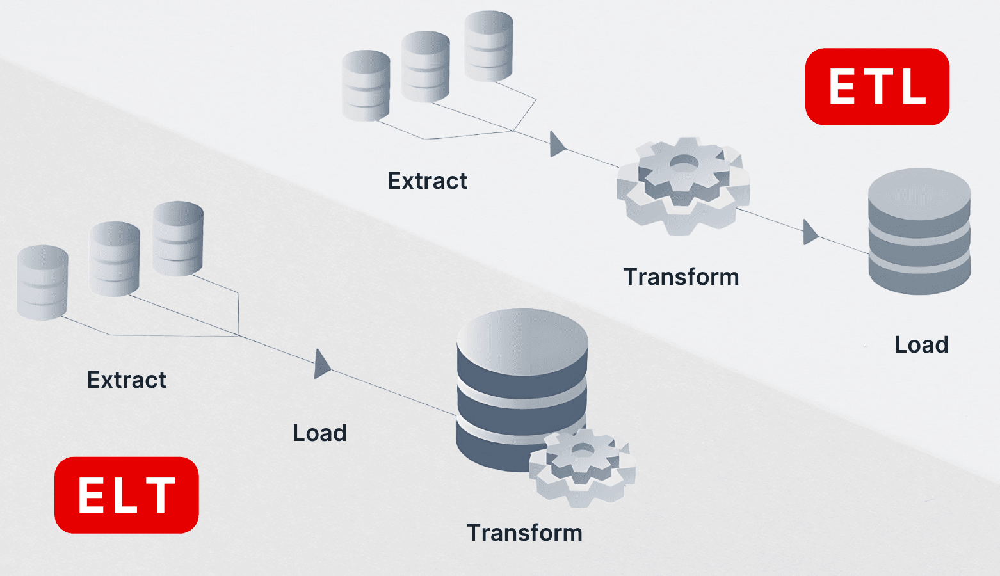 ETL
Extract
Transform
Load
Extract
Load
Transform
ELT